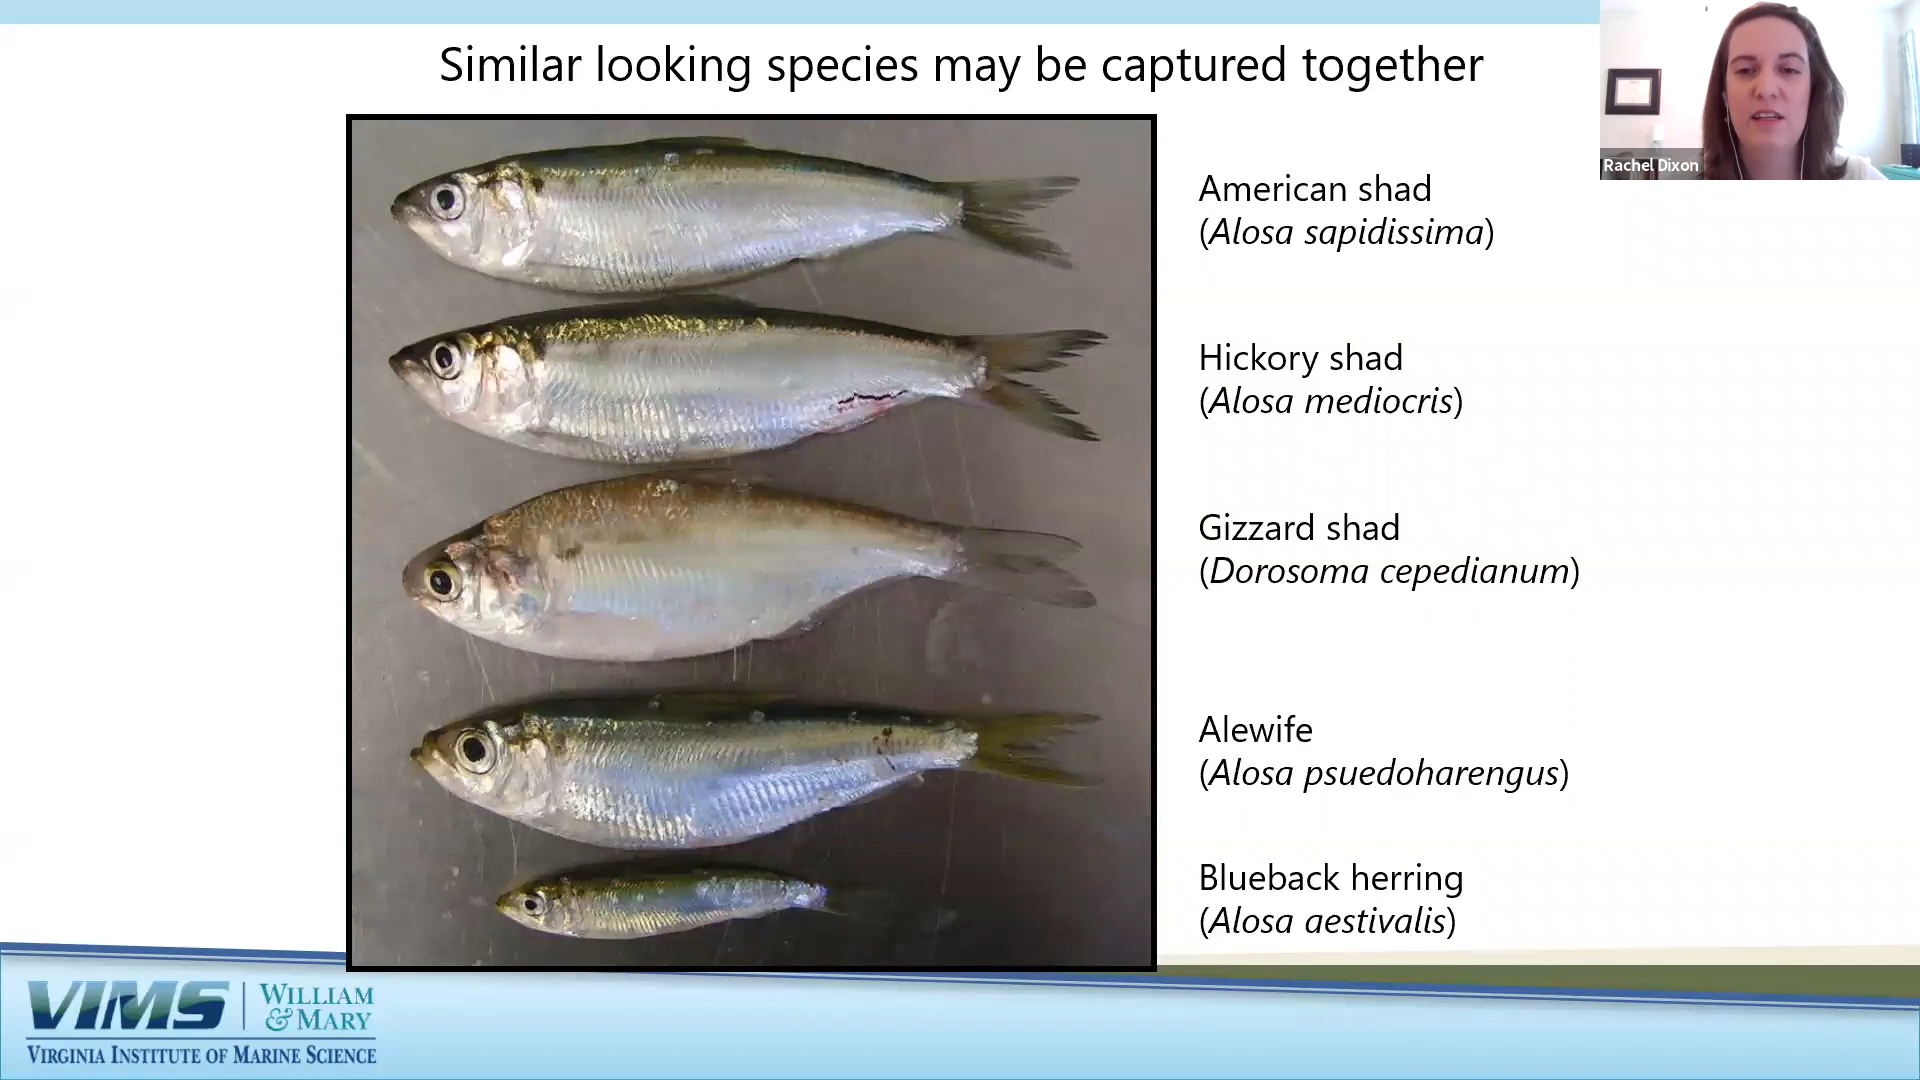 Similar looking species may be captured together
Rachel Dixon
American shad
(Alosa sapidissima)
Hickory shad
(Alosa mediocris)
Gizzard shad
(Dorosoma cepedianum)
Alewife
(Alosa psuedoharengus)
Blueback herring
(Alosa aestivalis)
VIMS
WILLIAM
& MARY
VIRGINIA INSTITUTE OF MARINE SCIENCE